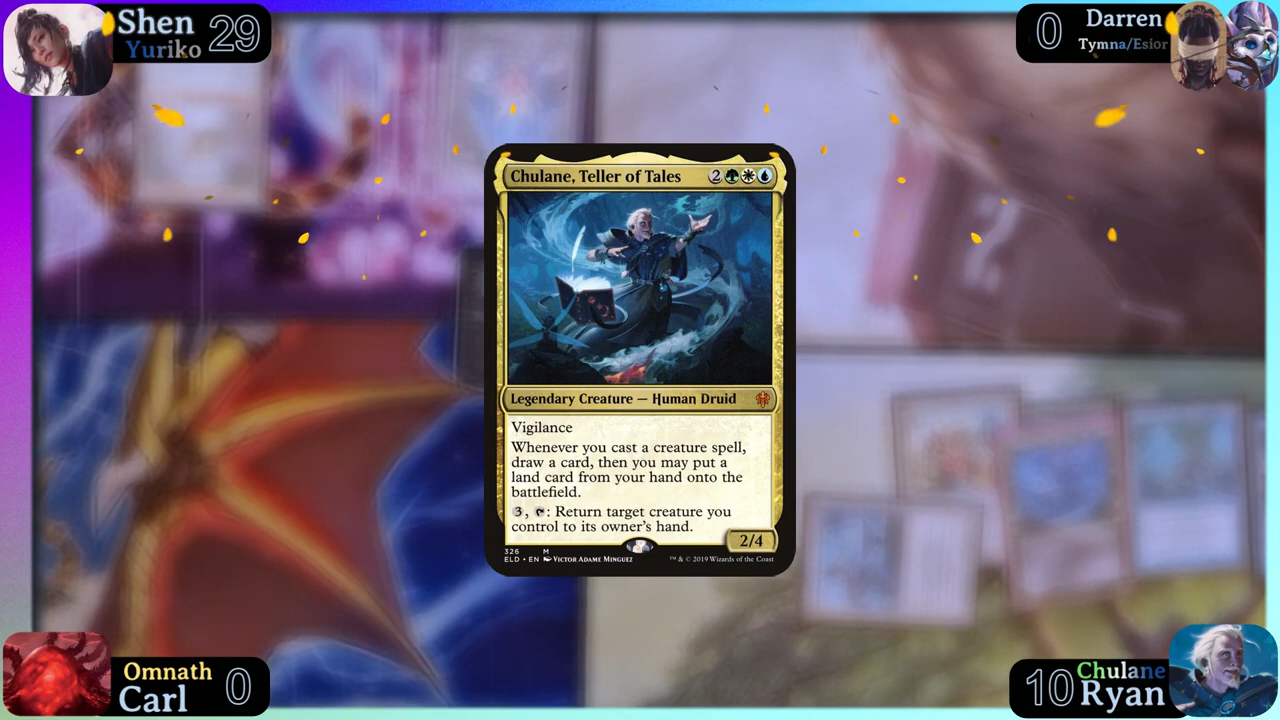 Shen
Yuriko
29
0
Darren
Tymna/Esior
Chulane, Teller of Tales
2
Legendary Creature — Human Druid
Vigilance
Whenever you cast a creature spell,
draw a card, then you may put a
land card from your hand onto the
battlefield.
3, : Return target creature you
control to its owner's hand.
2/4
326 M
ELD • EN VICTOR ADAME MINGUEZ
™ & © 2019 Wizards of the Coast
Omnath
Carl
0
10
Chulane
Ryan